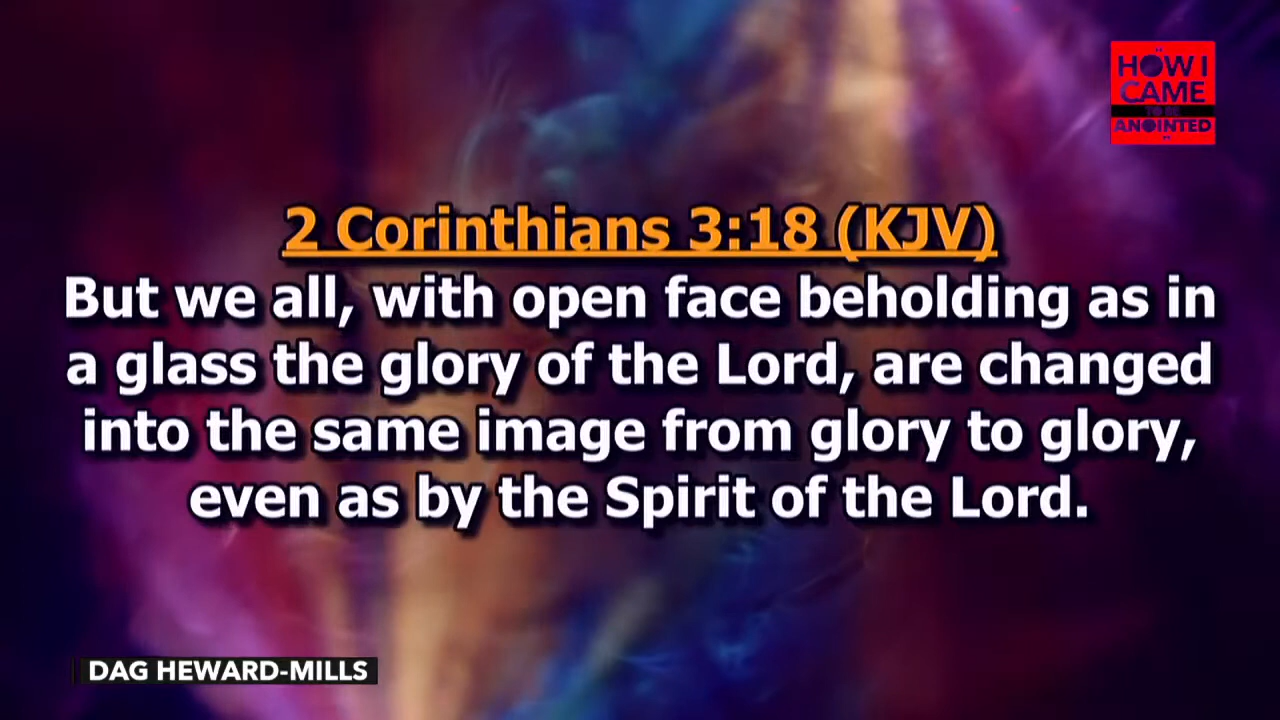 HOW I
CAME
TO BE
ANOINTED
2 Corinthians 3:18 (KJV)
But we all, with open face beholding as in
a glass the glory of the Lord, are changed
into the same image from glory to glory,
even as by the Spirit of the Lord.
DAG HEWARD-MILLS